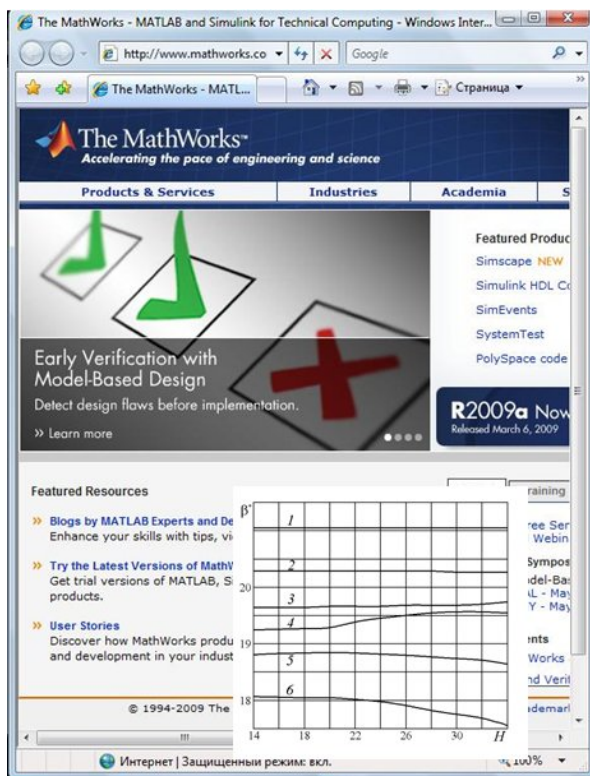 The MathWorks - MATLAB and Simulink for Technical Computing - Windows Inter...
http://www.mathworks.co
Google
The MathWorks - MATL...
Страница
The MathWorks™
Accelerating the pace of engineering and science
Products & Services
Industries
Academia
S
Early Verification with
Model-Based Design
Detect design flaws before implementation.
» Learn more
Featured Produc
Simscape NEW
Simulink HDL Co
SimEvents
SystemTest
PolySpace code
R2009a Now
Released March 6, 2009
Featured Resources
» Blogs by MATLAB Experts and De
Enhance your skills with tips, vi
» Try the Latest Versions of MathW
Get trial versions of MATLAB, S
products.
» User Stories
Discover how MathWorks produ
and development in your indust
raining
ree Ser
Webin
Sympos
del-Bas
AL - May
Y - May
ents
Works
nd Verif
© 1994-2009 The
demark
β°
1
2
20
3
4
19
5
6
18
14
18
22
26
30
H
Интернет | Защищенный режим: вкл.
100%